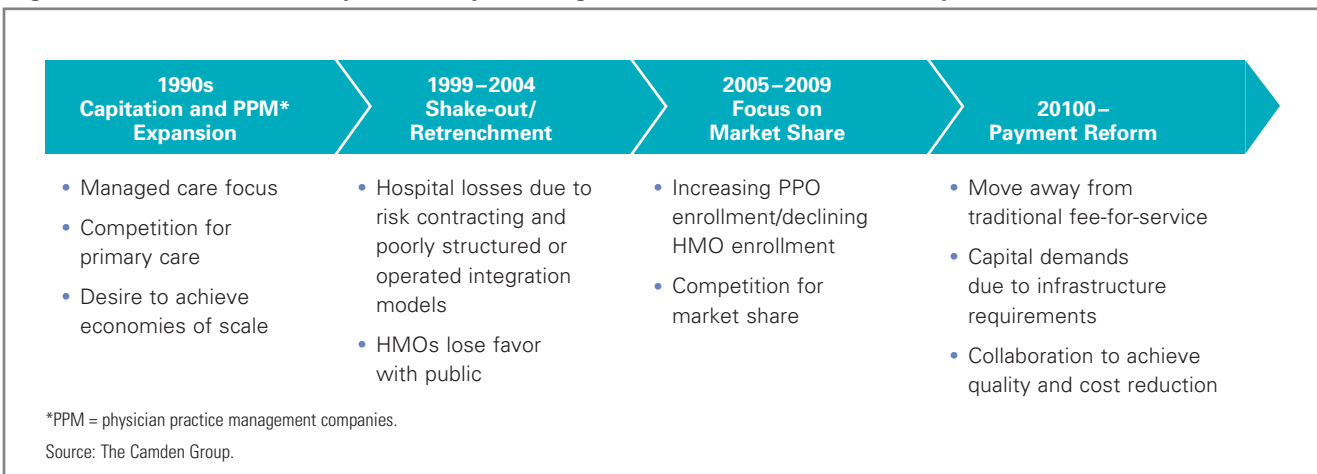 1990s
Capitation and PPM*
Expansion
1999–2004
Shake-out/
Retrenchment
2005–2009
Focus on
Market Share
20100–
Payment Reform
• Managed care focus
• Competition for
primary care
• Desire to achieve
economies of scale
• Hospital losses due to
risk contracting and
poorly structured or
operated integration
models
• HMOs lose favor
with public
• Increasing PPO
enrollment/declining
HMO enrollment
• Competition for
market share
• Move away from
traditional fee-for-service
• Capital demands
due to infrastructure
requirements
• Collaboration to achieve
quality and cost reduction
*PPM = physician practice management companies.
Source: The Camden Group.